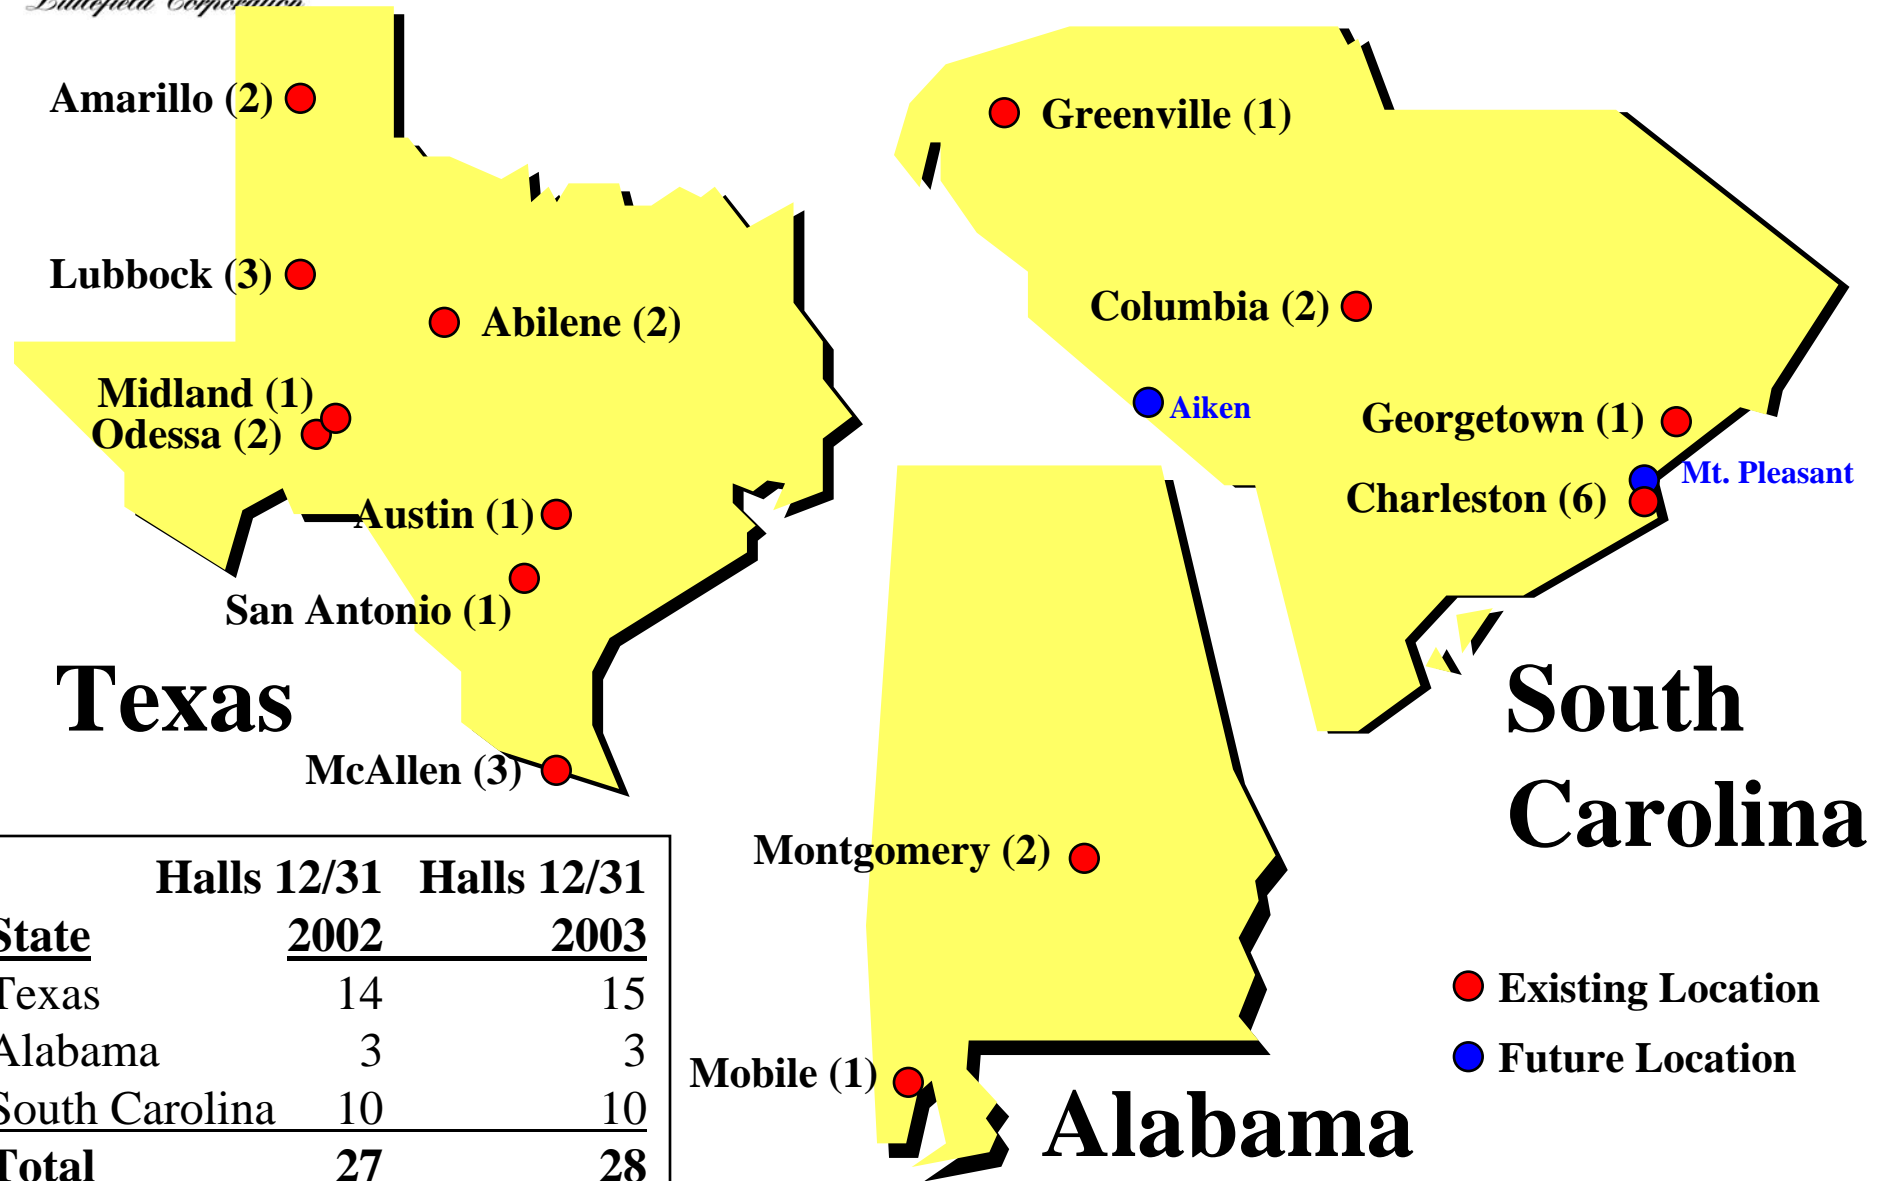 Littlefield Corporation
Amarillo (2)
Greenville (1)
Lubbock (3)
Abilene (2)
Columbia (2)
Midland (1)
Odessa (2)
Aiken
Georgetown (1)
Mt. Pleasant
Charleston (6)
Austin (1)
San Antonio (1)
Texas
McAllen (3)
South
Carolina
Montgomery (2)
Mobile (1)
Alabama
Existing Location
Future Location
Halls 12/31 Halls 12/31
State 2002 2003
Texas 14 15
Alabama 3 3
South Carolina 10 10
Total 27 28